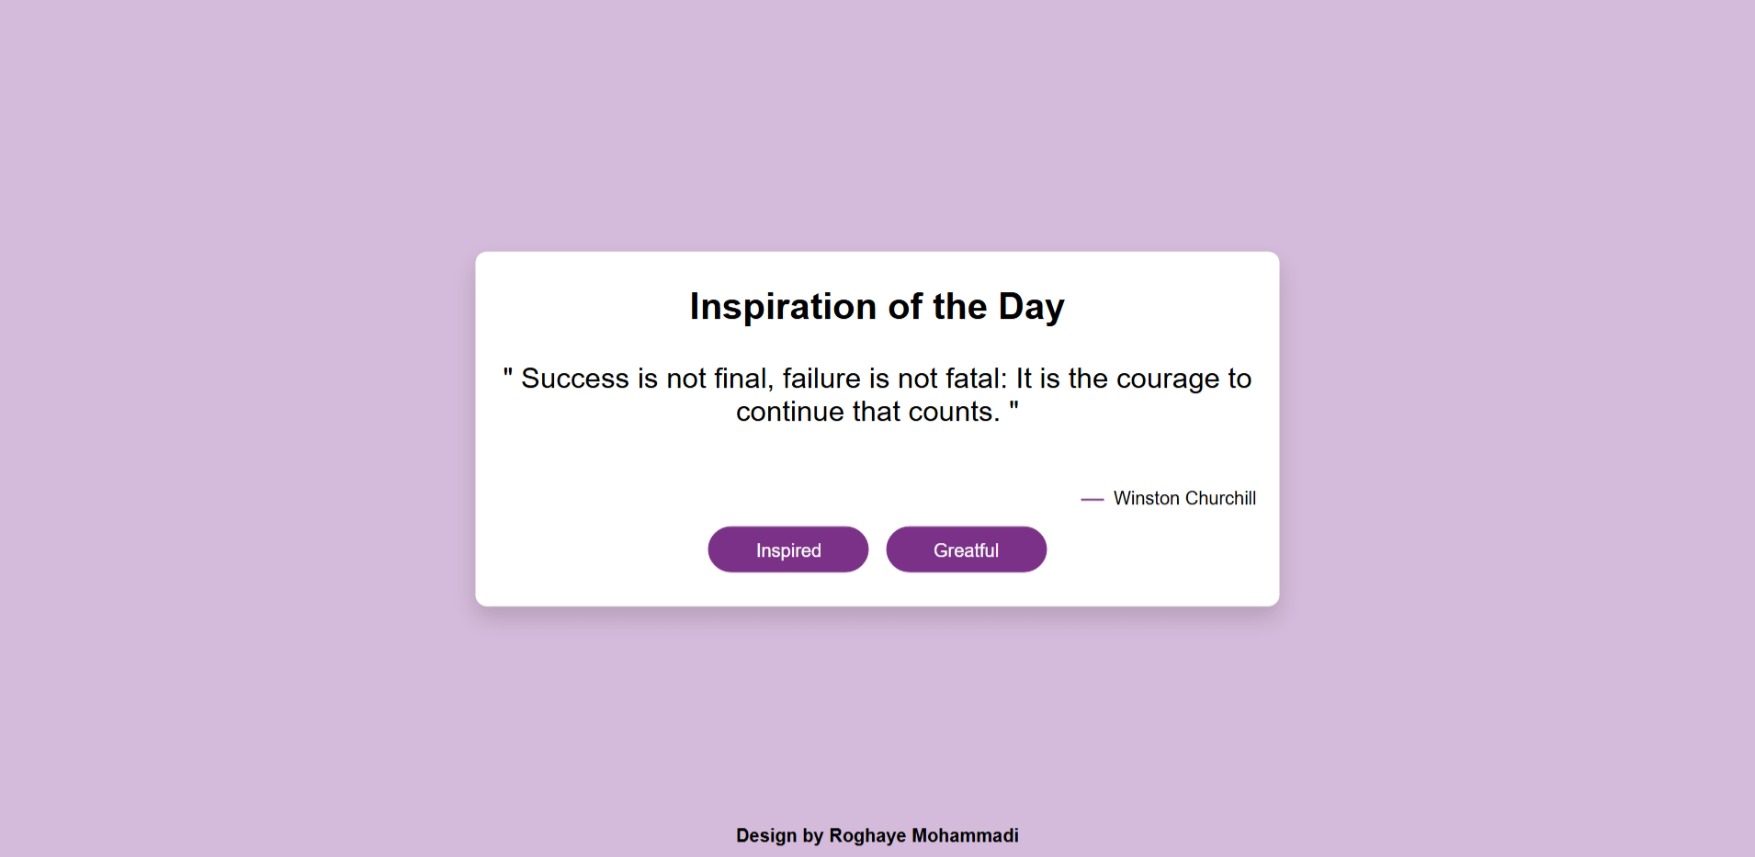 Inspiration of the Day
" Success is not final, failure is not fatal: It is the courage to
continue that counts. "
— Winston Churchill
Inspired
Greatful
Design by Roghaye Mohammadi